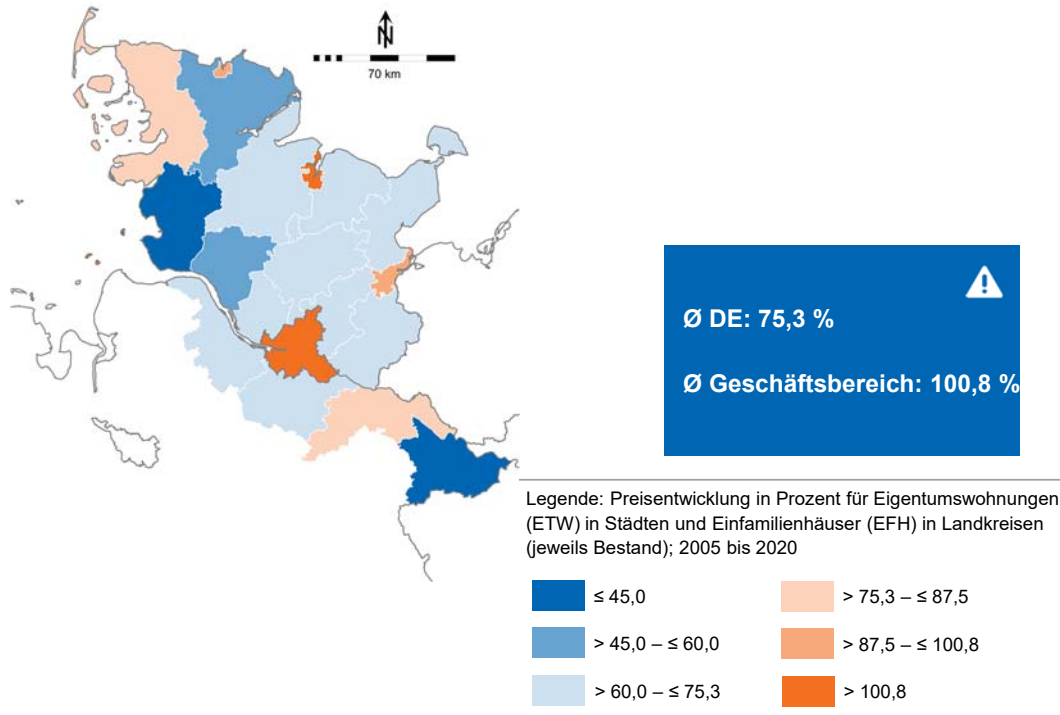 N
70 km
Ø DE: 75,3 %
Ø Geschäftsbereich: 100,8 %
Legende: Preisentwicklung in Prozent für Eigentumswohnungen
(ETW) in Städten und Einfamilienhäuser (EFH) in Landkreisen
(jeweils Bestand); 2005 bis 2020
≤ 45,0
> 45,0 – ≤ 60,0
> 60,0 – ≤ 75,3
> 75,3 – ≤ 87,5
> 87,5 – ≤ 100,8
> 100,8